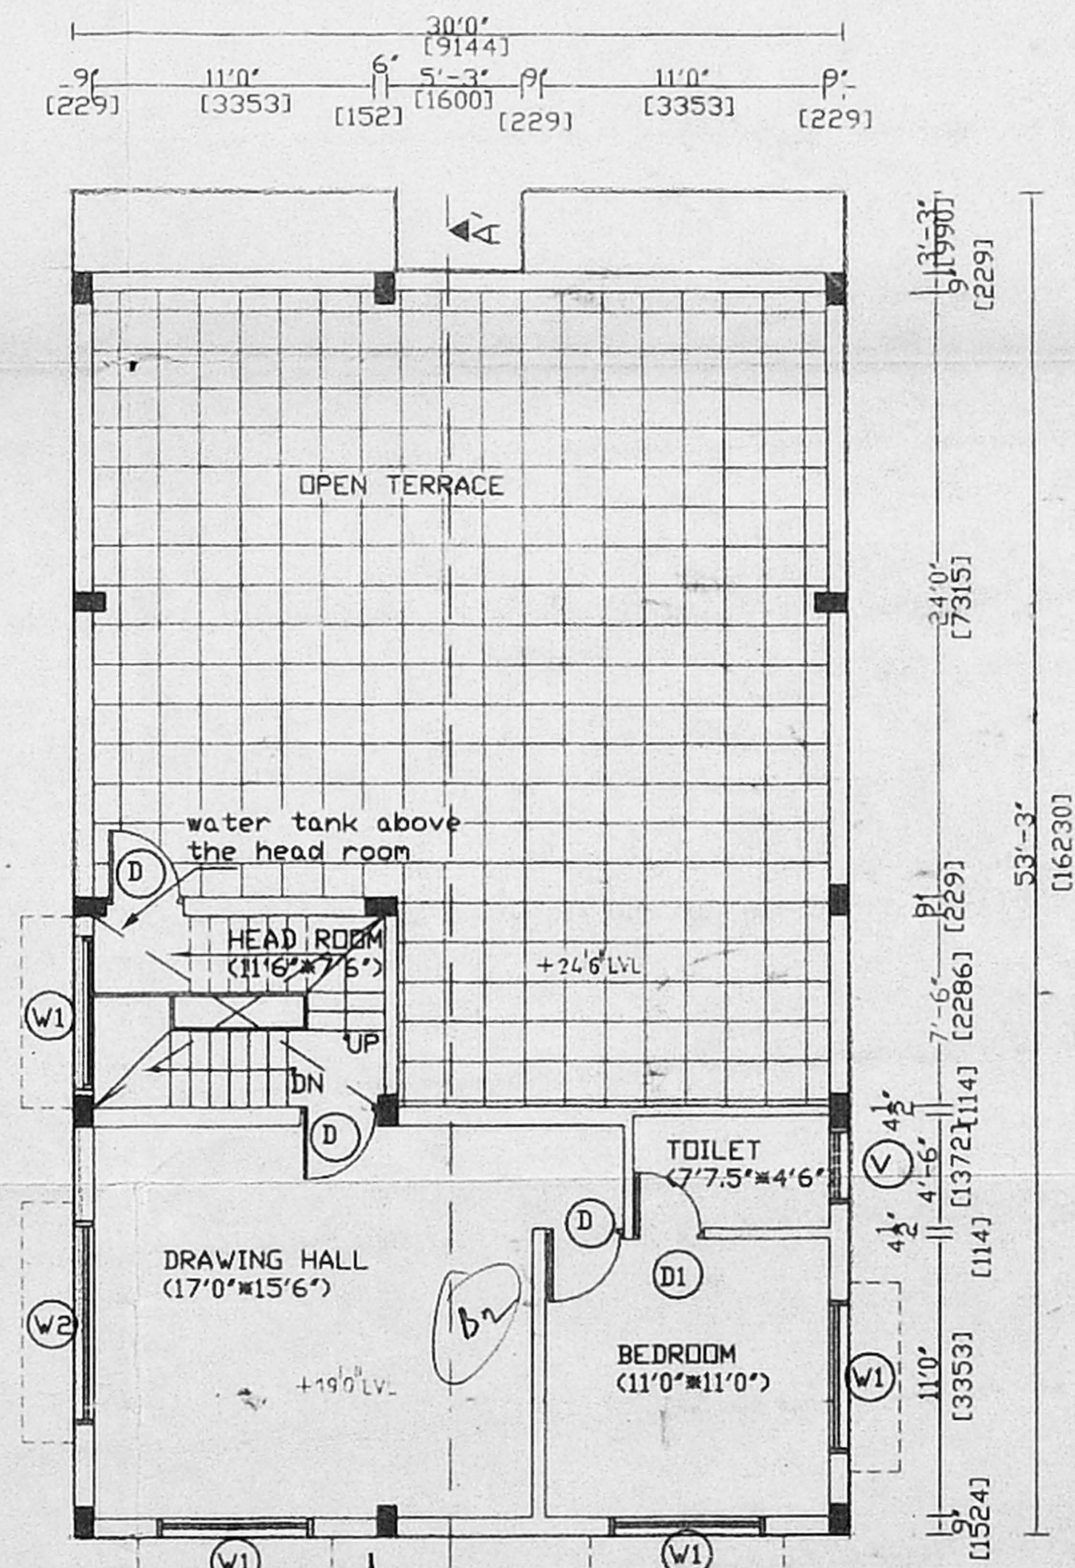 30'0"
[9144]
9"
11'0"
6"
5'-3"
9"
11'0"
9"
[229]
[3353]
[152]
[1600]
[229]
[3353]
[229]
A'
3'-3"
[990]
9"
[229]
OPEN TERRACE
24'0"
[7315]
water tank above
the head room
D
53'-3"
[16230]
[229]
HEAD ROOM
(11'6"*7'6")
+24'6" LVL
7'-6"
[2286]
W1
UP
DN
4½"
[114]
D
TOILET
(7'7.5"*4'6")
V
4'-6"
[1372]
D
4½"
[114]
DRAWING HALL
(17'0"*15'6")
D1
W2
B2
BEDROOM
(11'0"*11'0")
+19'0" LVL
W1
11'0"
[3353]
9"
[1524]
W1
W1